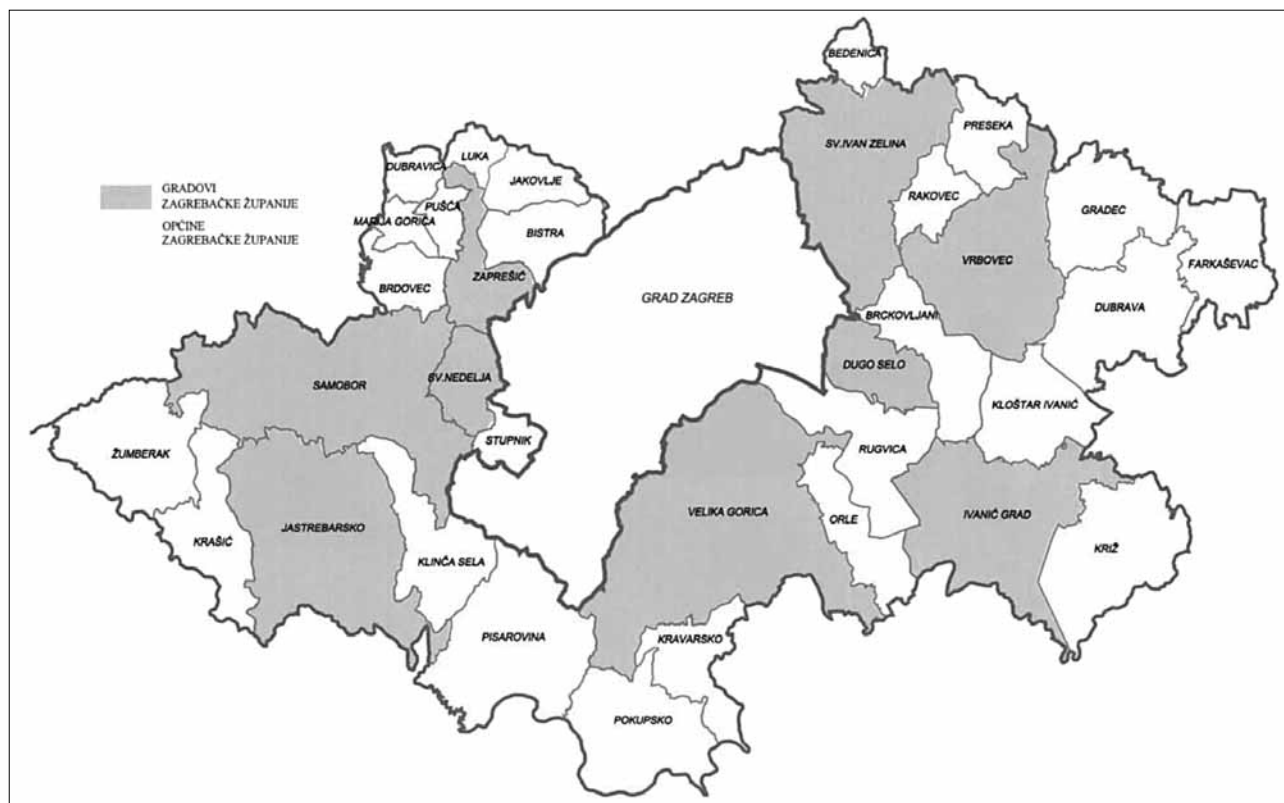 BEDENICA
PRESEKA
SV.IVAN ZELINA
LUKA
DUBRAVICA
JAKOVLJE
GRADOVI
ZAGREBAČKE ŽUPANIJE
OPĆINE
ZAGREBAČKE ŽUPANIJE
RAKOVEC
PUŠĆA
MARIJA GORICA
GRADEC
BISTRA
VRBOVEC
FARKAŠEVAC
ZAPREŠIĆ
BRDOVEC
GRAD ZAGREB
DUBRAVA
BRCKOVLJANI
DUGO SELO
SAMOBOR
SV.NEDELJA
KLOŠTAR IVANIĆ
STUPNIK
RUGVICA
ŽUMBERAK
VELIKA GORICA
ORLE
IVANIĆ GRAD
JASTREBARSKO
KRAŠIĆ
KRIŽ
KLINČA SELA
PISAROVINA
KRAVARSKO
POKUPSKO